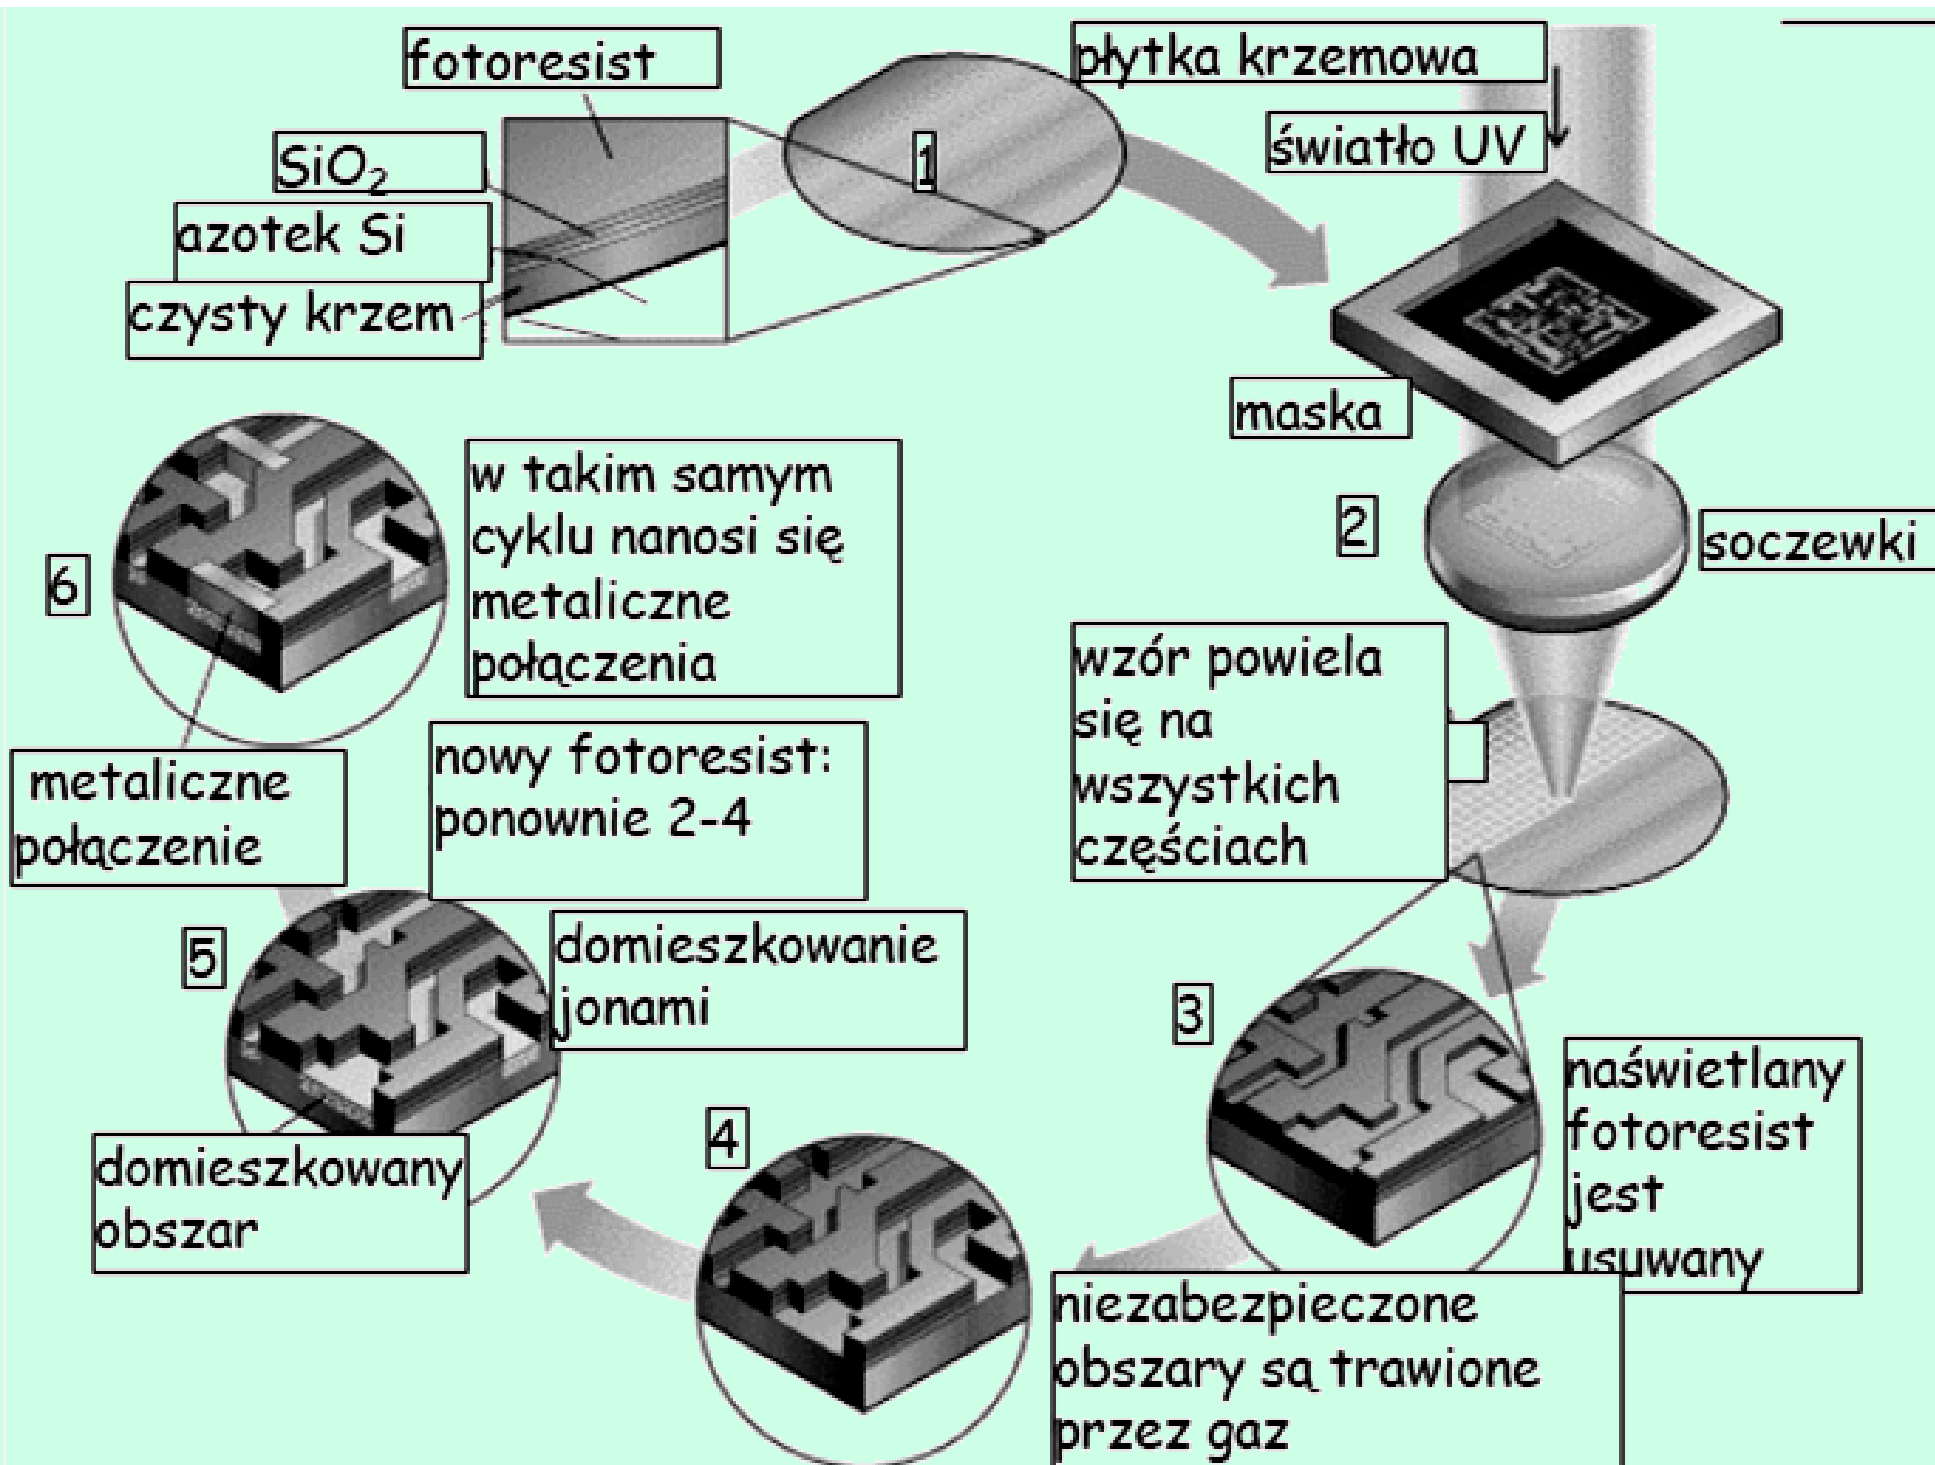 fotoresist
płytka krzemowa
SiO₂
azotek Si
czysty krzem
1
światło UV
maska
2
soczewki
wzór powiela
się na
wszystkich
częściach
3
naświetlany
fotoresist
jest
usuwany
niezabezpieczone
obszary są trawione
przez gaz
4
5
domieszkowanie
jonami
domieszkowany
obszar
nowy fotoresist:
ponownie 2-4
6
w takim samym
cyklu nanosi się
metaliczne
połączenia
metaliczne
połączenie